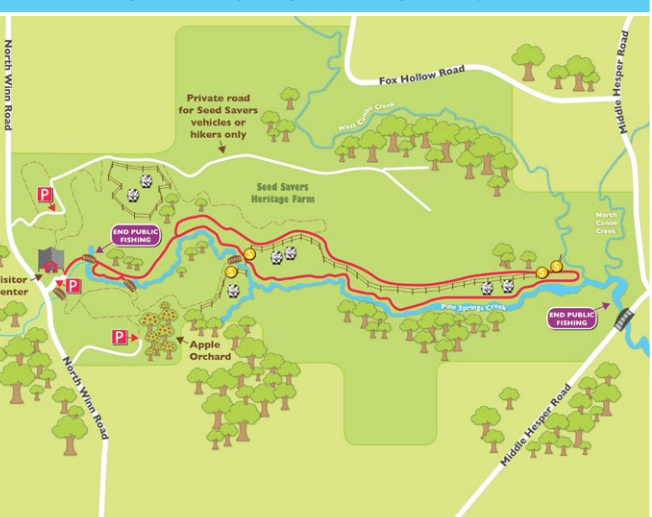 North Winn Road
Fox Hollow Road
Middle Hesper Road
Private road
for Seed Savers
vehicles or
hikers only
West Canoe Creek
P
Seed Savers
Heritage Farm
North
Canoe
Creek
END PUBLIC
FISHING
isitor
enter
P
$
$
$
$
Pine Springs Creek
END PUBLIC
FISHING
P
Apple
Orchard
North Winn Road
Middle Hesper Road